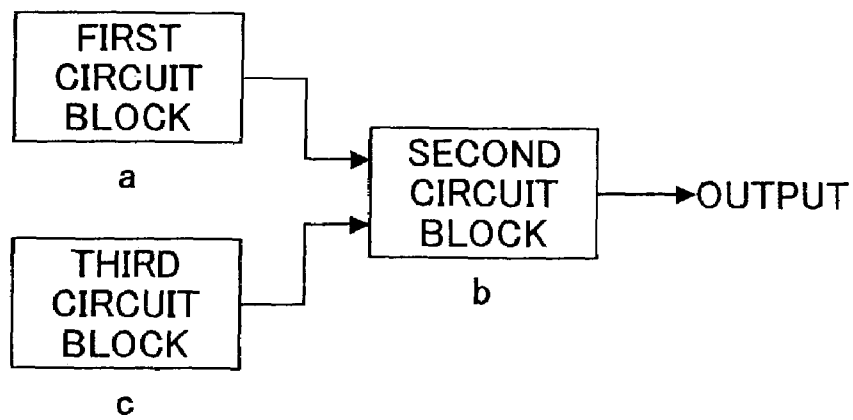 FIRST
CIRCUIT
BLOCK
a
SECOND
CIRCUIT
BLOCK
b
OUTPUT
THIRD
CIRCUIT
BLOCK
c